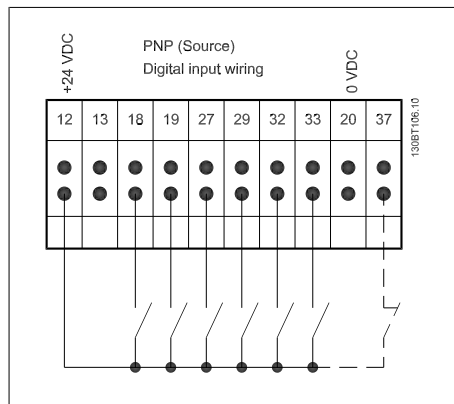 PNP (Source)
Digital input wiring
+24 VDC
0 VDC
12 13 18 19 27 29 32 33 20 37
130BT106.10